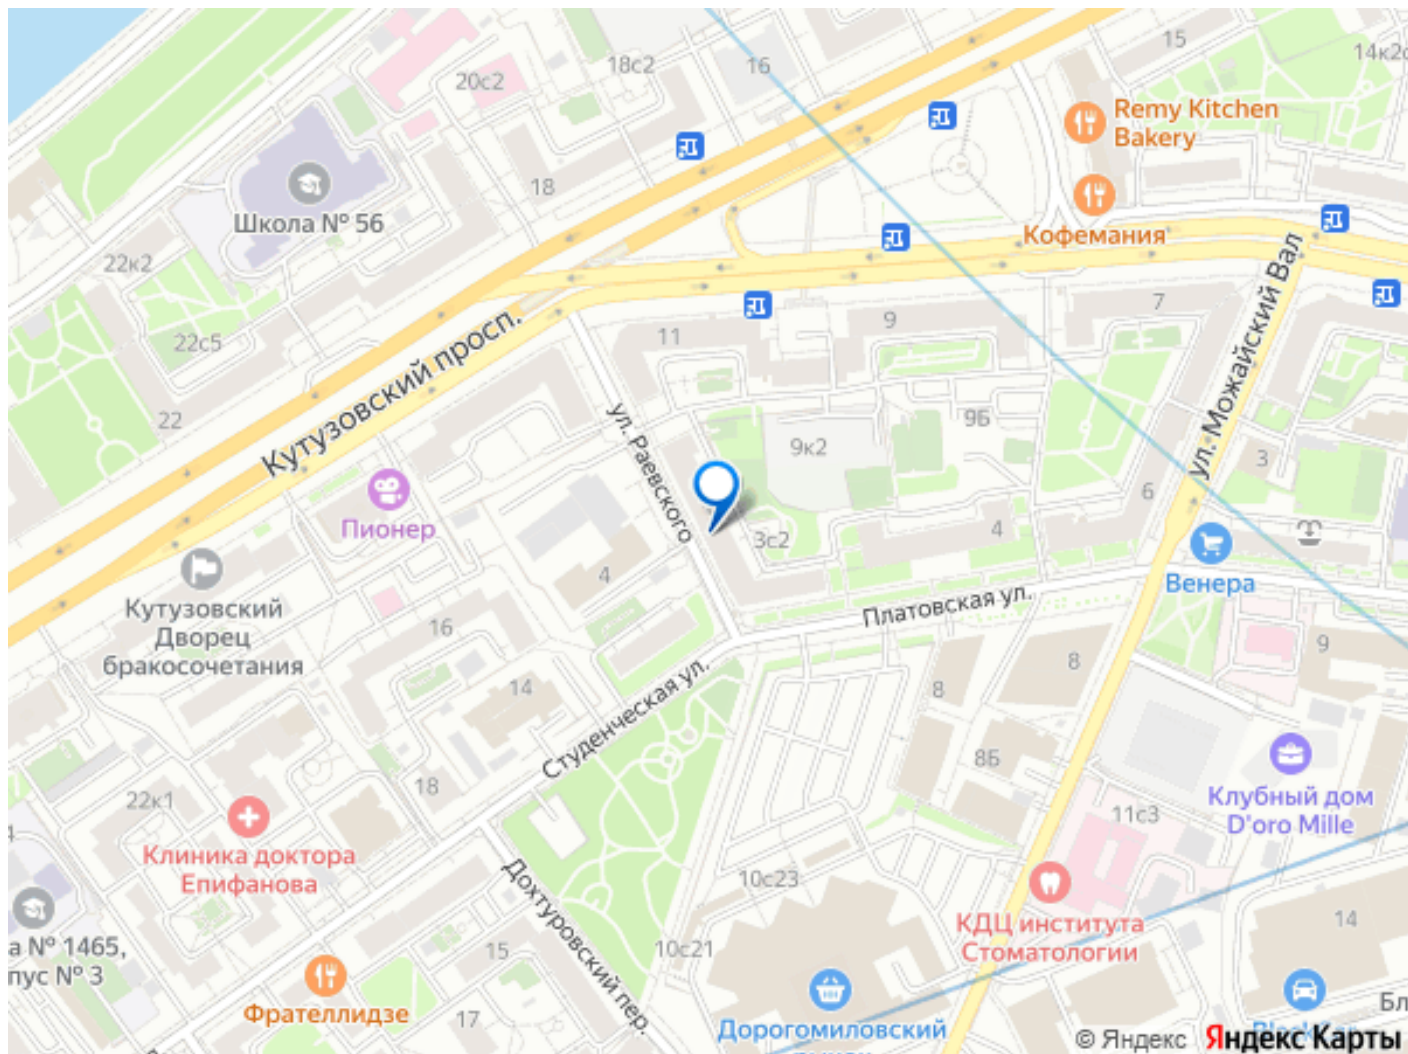 15
14к2с
18с2
16
20с2
Remy Kitchen
Bakery
18
Школа № 56
Кофемания
22к2
ул. Можайский Вал
7
22с5
Кутузовский просп.
11
9
22
ул. Раевского
9Б
9к2
3
6
Пионер
3с2
4
Венера
4
Кутузовский
Дворец
бракосочетания
Платовская ул.
16
9
8
8
14
Студенческая ул.
8Б
18
22к1
Клубный дом
D'oro Mille
11с3
Клиника доктора
Епифанова
10с23
Дохтуровский пер.
КДЦ института
Стоматологии
14
а № 1465,
пус № 3
15
10с21
Фрателлидзе
17
Дорогомиловский
Бл
© Яндекс Яндекс Карты